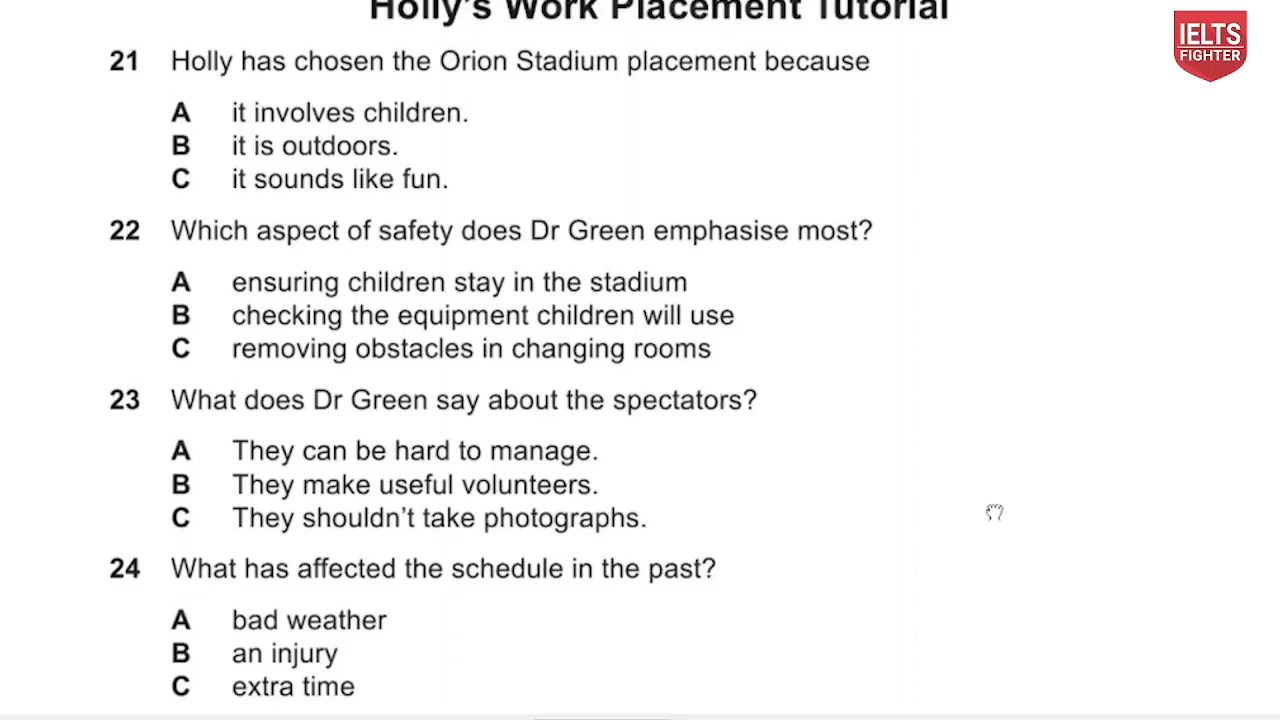 Holly's Work Placement Tutorial
IELTS
FIGHTER
21 Holly has chosen the Orion Stadium placement because
A it involves children.
B it is outdoors.
C it sounds like fun.
22 Which aspect of safety does Dr Green emphasise most?
A ensuring children stay in the stadium
B checking the equipment children will use
C removing obstacles in changing rooms
23 What does Dr Green say about the spectators?
A They can be hard to manage.
B They make useful volunteers.
C They shouldn't take photographs.
24 What has affected the schedule in the past?
A bad weather
B an injury
C extra time